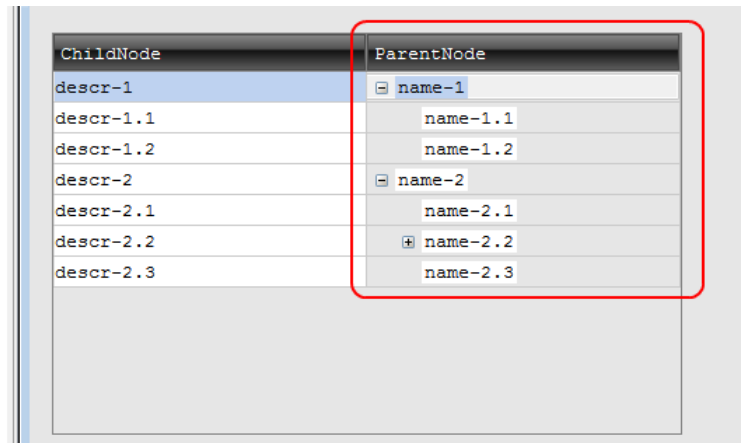 ChildNode ParentNode
descr-1 name-1
descr-1.1 name-1.1
descr-1.2 name-1.2
descr-2 name-2
descr-2.1 name-2.1
descr-2.2 name-2.2
descr-2.3 name-2.3